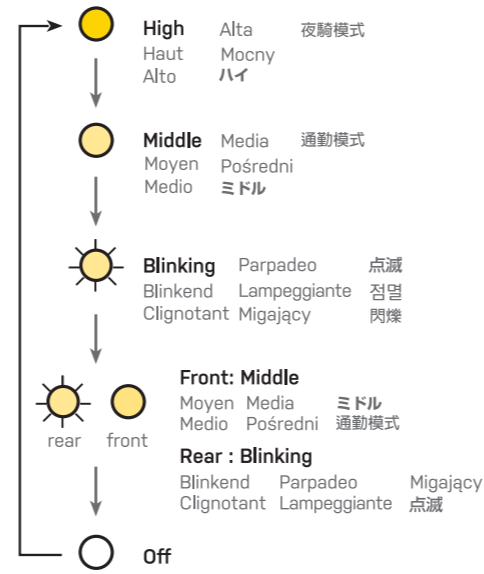 High Alta 夜騎模式
Haut Mocny
Alto ハイ
Middle Media 通勤模式
Moyen Pośredni
Medio ミドル
Blinking Parpadeo 点滅
Blinkend Lampeggiante 점멸
Clignotant Migający 閃爍
Front: Middle
Moyen Media ミドル
Medio Pośredni 通勤模式
rear front
Rear : Blinking
Blinkend Parpadeo Migający
Clignotant Lampeggiante 点滅
Off